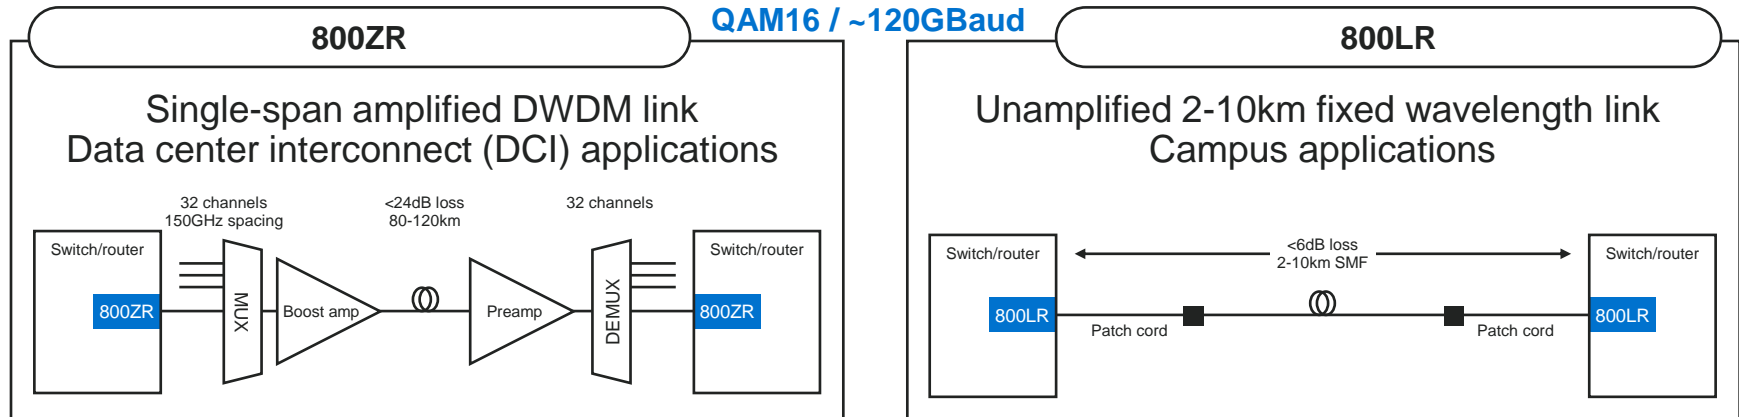 800ZR
QAM16 / ~120GBaud
800LR
Single-span amplified DWDM link
Data center interconnect (DCI) applications
32 channels
150GHz spacing
<24dB loss
80-120km
32 channels
Switch/router
800ZR
MUX
Boost amp
Preamp
DEMUX
Switch/router
800ZR
Unamplified 2-10km fixed wavelength link
Campus applications
Switch/router
800LR
<6dB loss
2-10km SMF
Patch cord
Patch cord
Switch/router
800LR